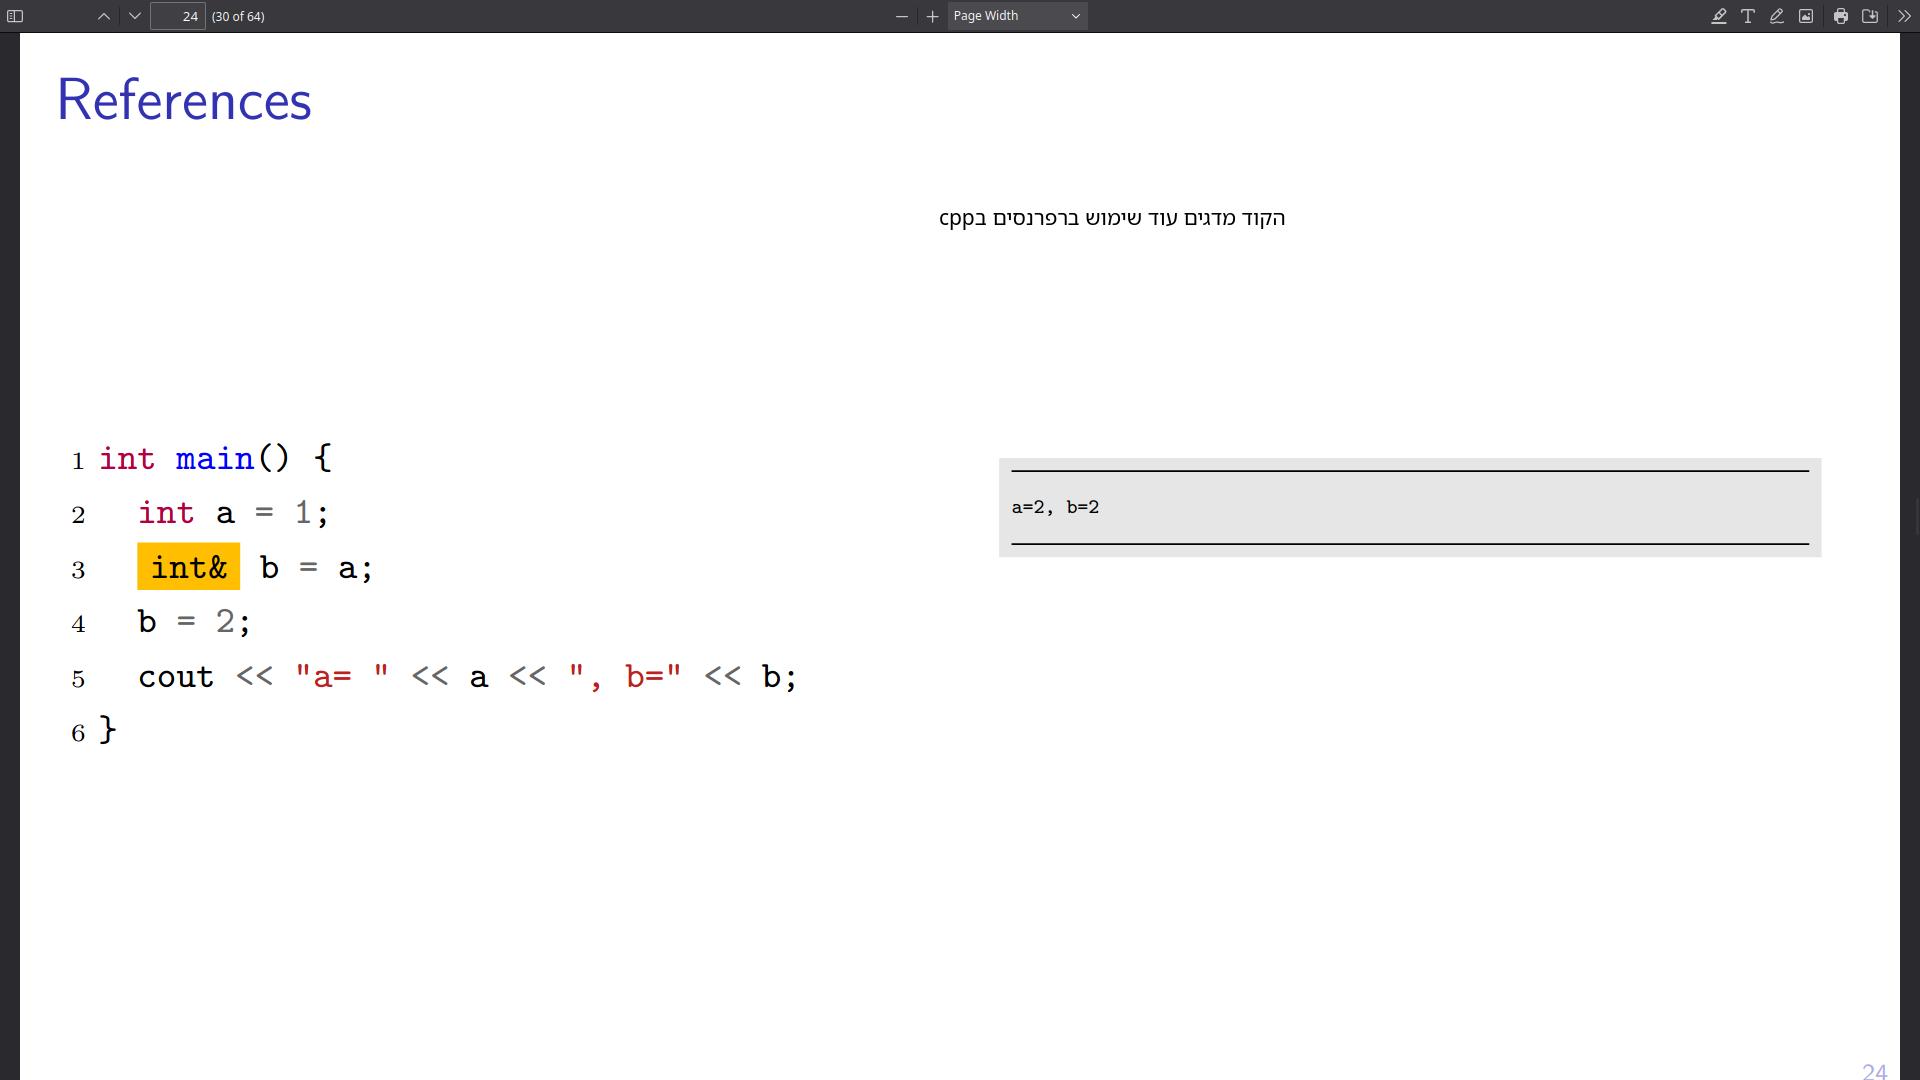 24 (30 of 64) Page Width
References
הקוד מדגים עוד שימוש ברפרנסים בcpp
1 int main() {
2 int a = 1;
3 int& b = a;
4 b = 2;
5 cout << "a= " << a << ", b=" << b;
6 }
a=2, b=2
24